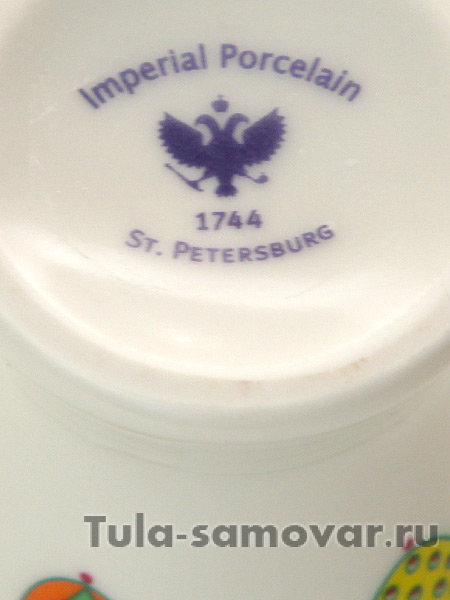 Imperial Porcelain
1744
ST. PETERSBURG
Tula-samovar.ru